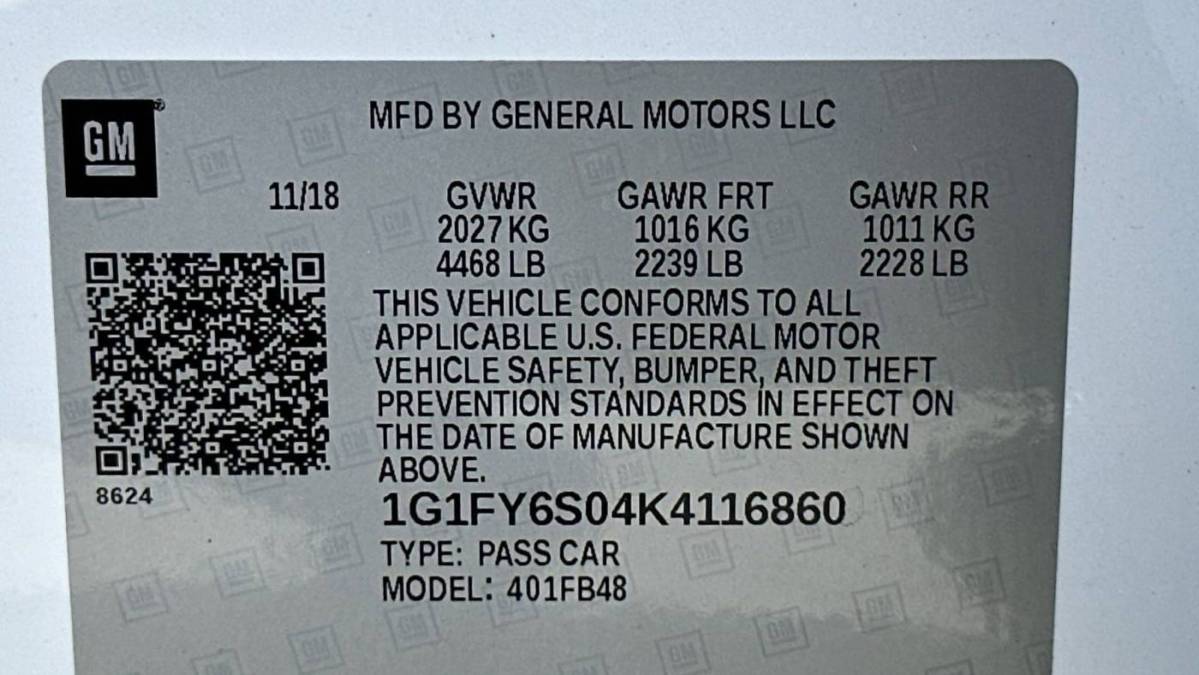 GM
MFD BY GENERAL MOTORS LLC
11/18 GVWR GAWR FRT GAWR RR
2027 KG 1016 KG 1011 KG
4468 LB 2239 LB 2228 LB
THIS VEHICLE CONFORMS TO ALL
APPLICABLE U.S. FEDERAL MOTOR
VEHICLE SAFETY, BUMPER, AND THEFT
PREVENTION STANDARDS IN EFFECT ON
THE DATE OF MANUFACTURE SHOWN
ABOVE.
8624
1G1FY6S04K4116860
TYPE: PASS CAR
MODEL: 401FB48